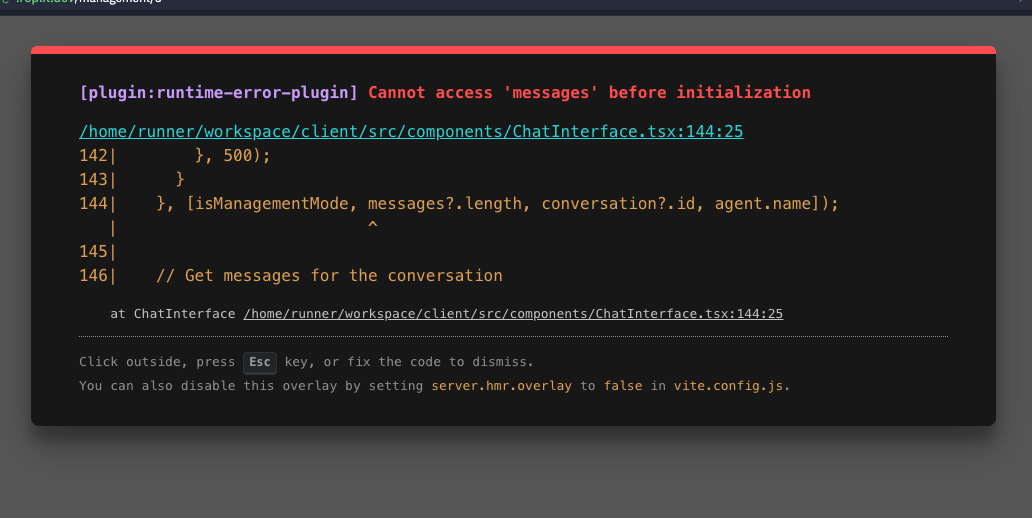 [plugin:runtime-error-plugin] Cannot access 'messages' before initialization
/home/runner/workspace/client/src/components/ChatInterface.tsx:144:25
142|        }, 500);
143|      }
144|    }, [isManagementMode, messages?.length, conversation?.id, agent.name]);
   |                          ^
145|
146|    // Get messages for the conversation
at ChatInterface /home/runner/workspace/client/src/components/ChatInterface.tsx:144:25
Click outside, press Esc key, or fix the code to dismiss.
You can also disable this overlay by setting server.hmr.overlay to false in vite.config.js.